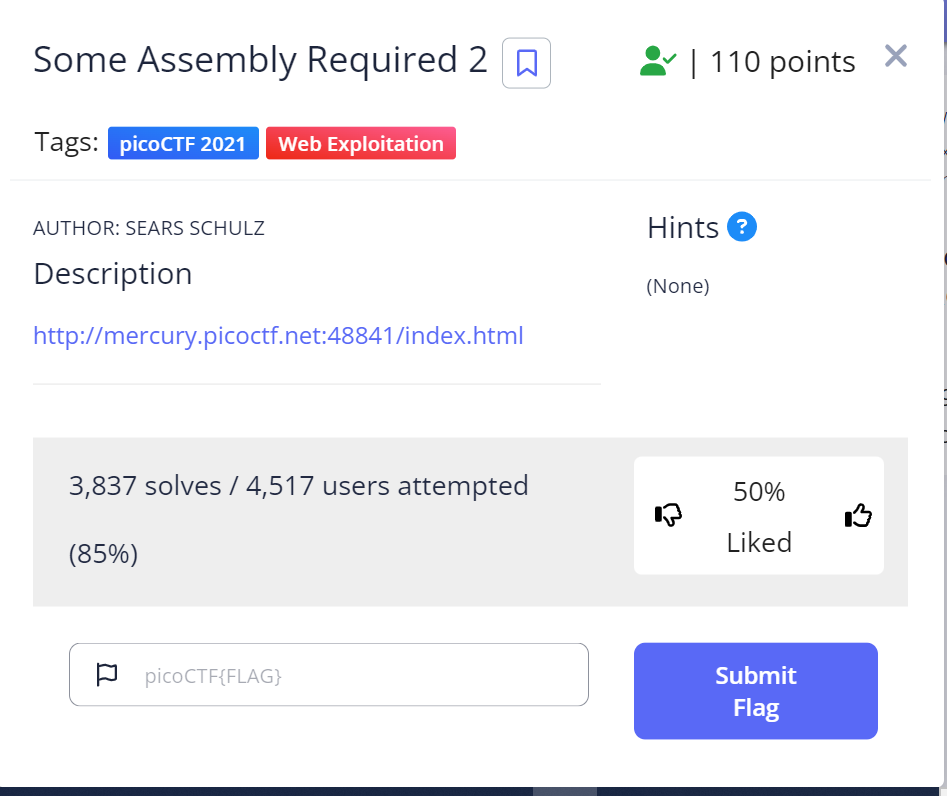 Some Assembly Required 2
| 110 points
Tags: picoCTF 2021 Web Exploitation
AUTHOR: SEARS SCHULZ
Description
http://mercury.picoctf.net:48841/index.html
Hints ?
(None)
3,837 solves / 4,517 users attempted
(85%)
50%
Liked
picoCTF{FLAG}
Submit
Flag